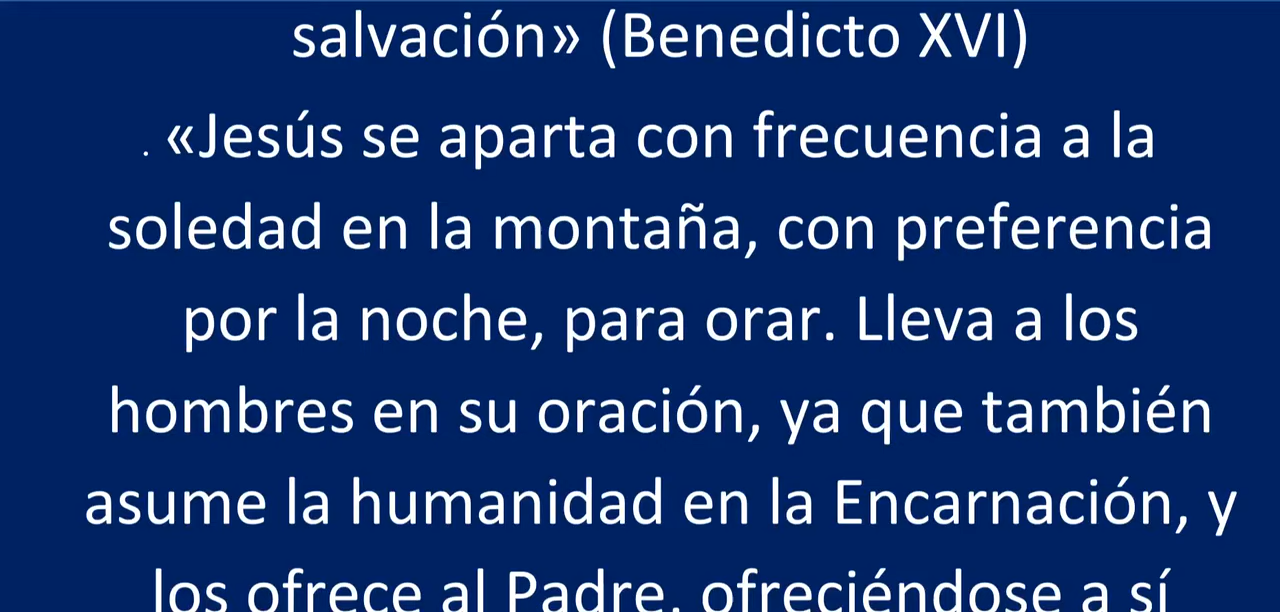 salvación» (Benedicto XVI)
. «Jesús se aparta con frecuencia a la
soledad en la montaña, con preferencia
por la noche, para orar. Lleva a los
hombres en su oración, ya que también
asume la humanidad en la Encarnación, y
los ofrece al Padre, ofreciéndose a sí